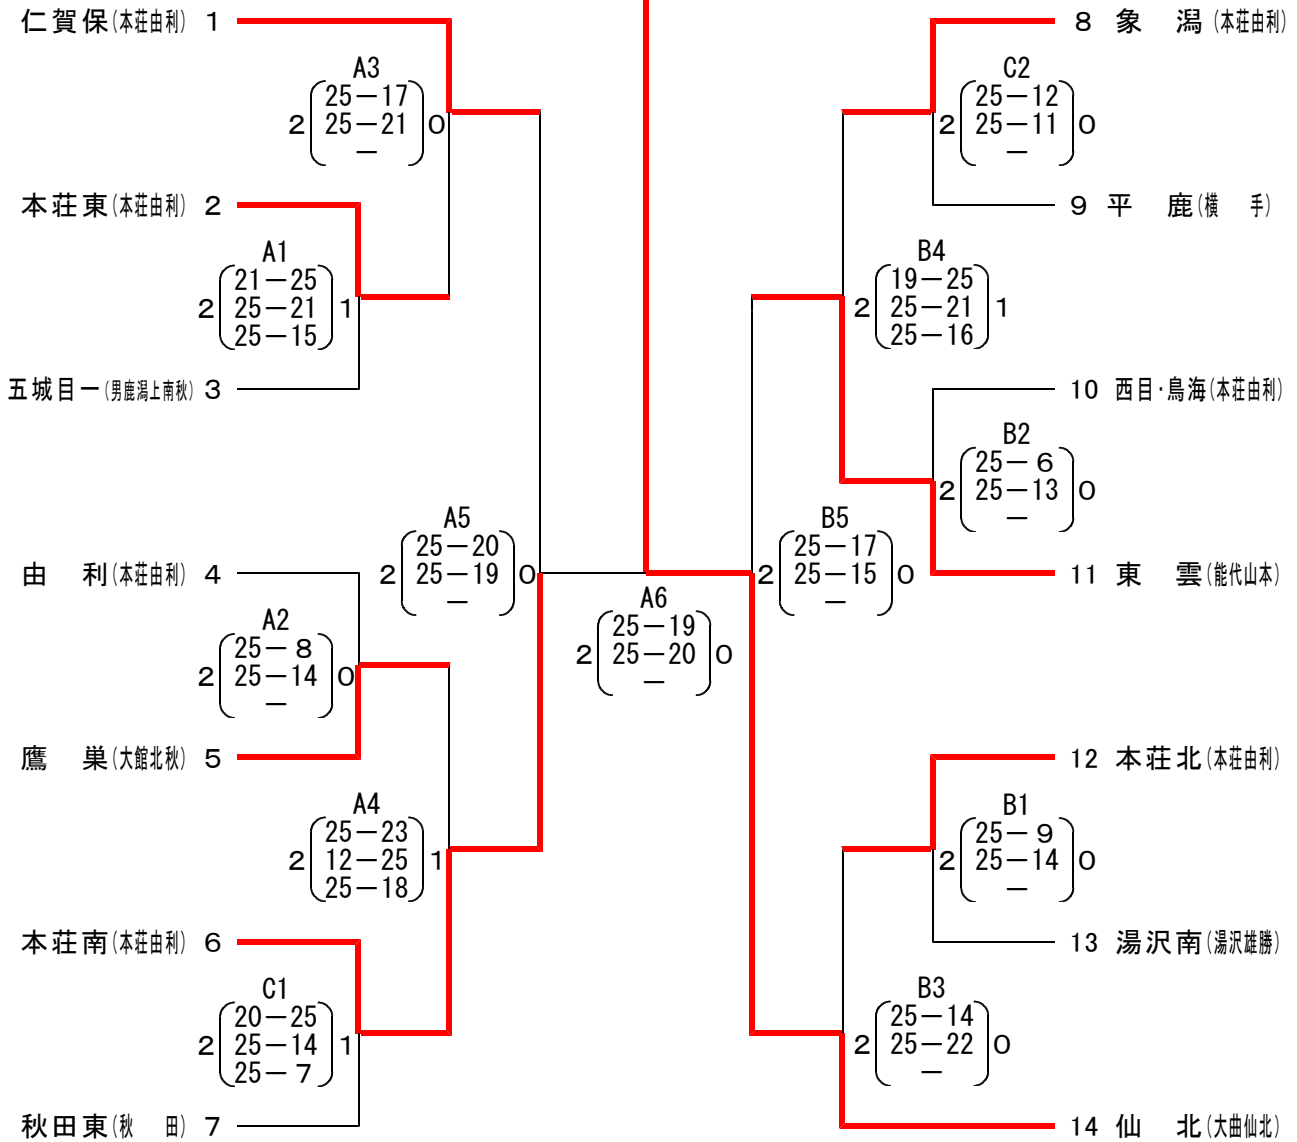 仁賀保(本荘由利) 1
A3
25－17
2 25－21 0
－
本荘東(本荘由利) 2
A1
21－25
2 25－21 1
25－15
五城目一(男鹿潟上南秋) 3
A5
25－20
2 25－19 0
－
由　利(本荘由利) 4
A2
25－8
2 25－14 0
－
鷹　巣(大館北秋) 5
A4
25－23
2 12－25 1
25－18
本荘南(本荘由利) 6
C1
20－25
2 25－14 1
25－7
秋田東(秋　田) 7
A6
25－19
2 25－20 0
－
8 象　潟(本荘由利)
C2
25－12
2 25－11 0
－
9 平　鹿(横　手)
B4
19－25
2 25－21 1
25－16
10 西目・鳥海(本荘由利)
B2
25－6
2 25－13 0
－
B5
25－17
2 25－15 0
－
11 東　雲(能代山本)
12 本荘北(本荘由利)
B1
25－9
2 25－14 0
－
13 湯沢南(湯沢雄勝)
B3
25－14
2 25－22 0
－
14 仙　北(大曲仙北)